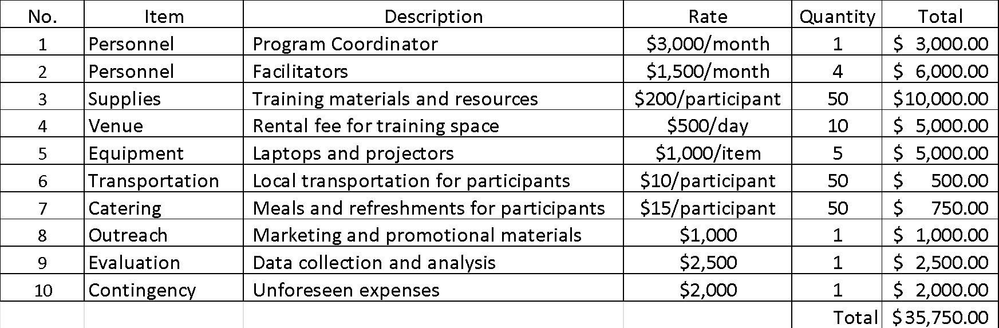 No. Item Description Rate Quantity Total
1 Personnel Program Coordinator $3,000/month 1 $ 3,000.00
2 Personnel Facilitators $1,500/month 4 $ 6,000.00
3 Supplies Training materials and resources $200/participant 50 $10,000.00
4 Venue Rental fee for training space $500/day 10 $ 5,000.00
5 Equipment Laptops and projectors $1,000/item 5 $ 5,000.00
6 Transportation Local transportation for participants $10/participant 50 $ 500.00
7 Catering Meals and refreshments for participants $15/participant 50 $ 750.00
8 Outreach Marketing and promotional materials $1,000 1 $ 1,000.00
9 Evaluation Data collection and analysis $2,500 1 $ 2,500.00
10 Contingency Unforeseen expenses $2,000 1 $ 2,000.00
Total $35,750.00